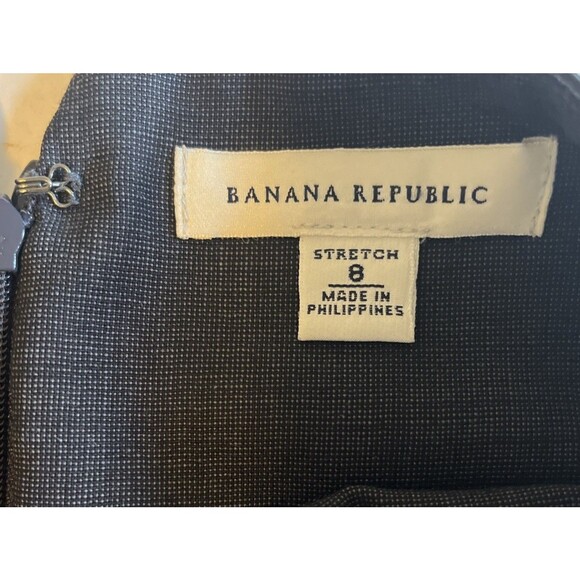 BANANA REPUBLIC
STRETCH
8
MADE IN
PHILIPPINES